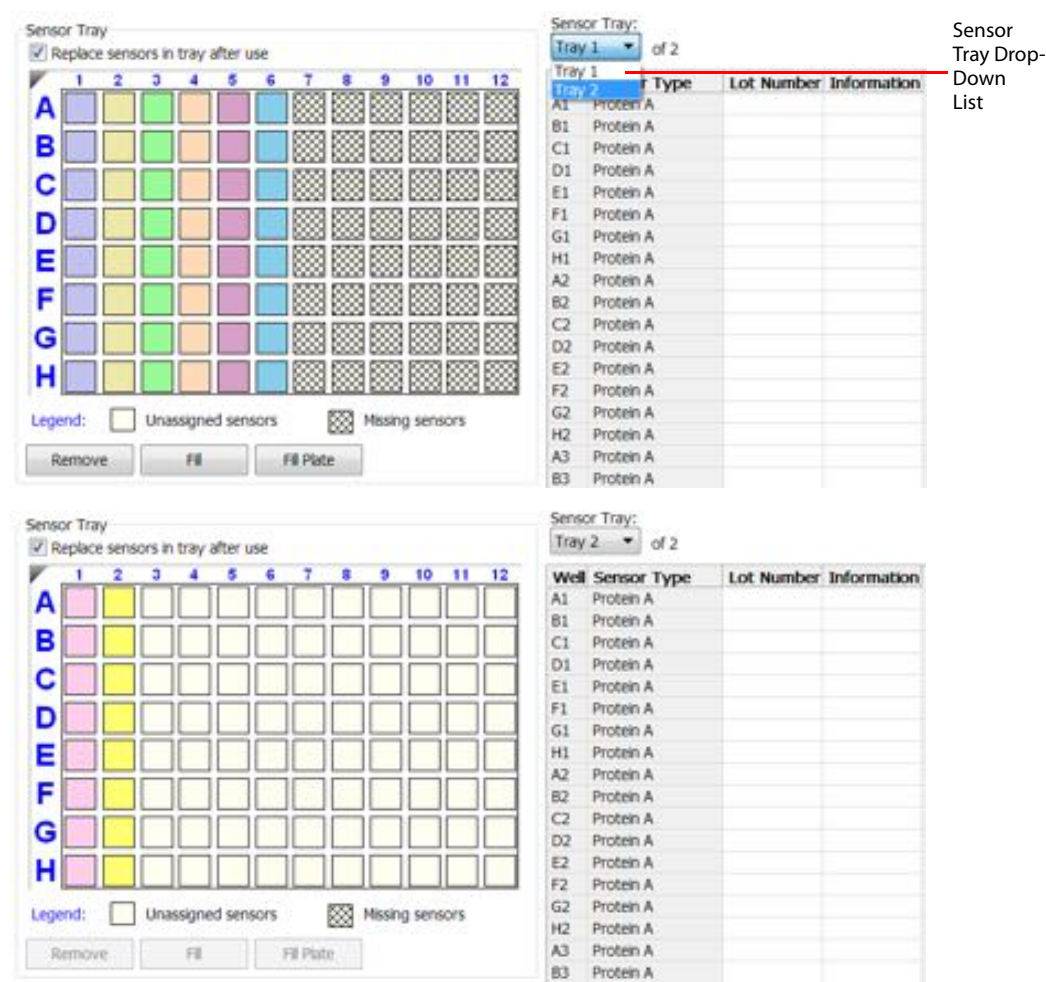 Sensor Tray
Replace sensors in tray after use
1 2 3 4 5 6 7 8 9 10 11 12
A
B
C
D
E
F
G
H
Legend: Unassigned sensors Missing sensors
Remove Fill Fill Plate
Sensor Tray:
Tray 1 of 2
Tray 1
Tray 2
r Type Lot Number Information
A1 Protein A
B1 Protein A
C1 Protein A
D1 Protein A
E1 Protein A
F1 Protein A
G1 Protein A
H1 Protein A
A2 Protein A
B2 Protein A
C2 Protein A
D2 Protein A
E2 Protein A
F2 Protein A
G2 Protein A
H2 Protein A
A3 Protein A
B3 Protein A
Sensor
Tray Drop-
Down
List
Sensor Tray
Replace sensors in tray after use
1 2 3 4 5 6 7 8 9 10 11 12
A
B
C
D
E
F
G
H
Legend: Unassigned sensors Missing sensors
Remove Fill Fill Plate
Sensor Tray:
Tray 2 of 2
Well Sensor Type Lot Number Information
A1 Protein A
B1 Protein A
C1 Protein A
D1 Protein A
E1 Protein A
F1 Protein A
G1 Protein A
H1 Protein A
A2 Protein A
B2 Protein A
C2 Protein A
D2 Protein A
E2 Protein A
F2 Protein A
G2 Protein A
H2 Protein A
A3 Protein A
B3 Protein A